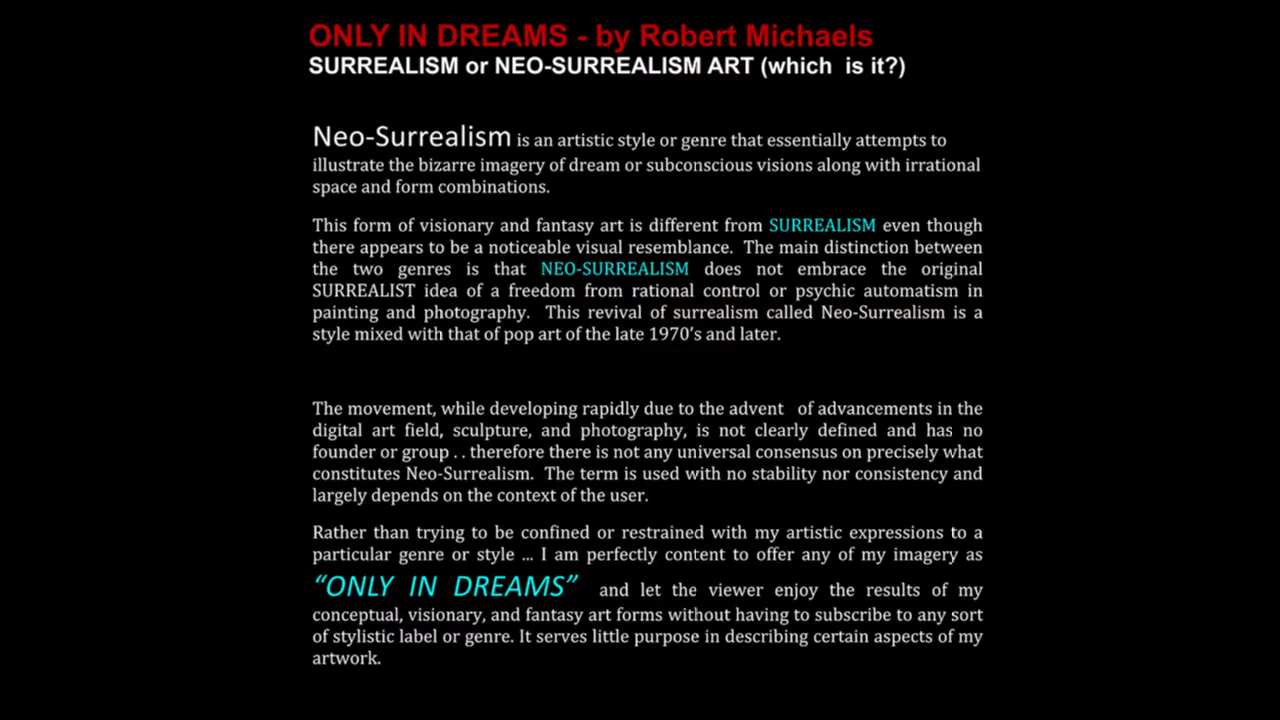 ONLY IN DREAMS - by Robert Michaels
SURREALISM or NEO-SURREALISM ART (which is it?)
Neo-Surrealism is an artistic style or genre that essentially attempts to
illustrate the bizarre imagery of dream or subconscious visions along with irrational
space and form combinations.
This form of visionary and fantasy art is different from SURREALISM even though
there appears to be a noticeable visual resemblance. The main distinction between
the two genres is that NEO-SURREALISM does not embrace the original
SURREALIST idea of a freedom from rational control or psychic automatism in
painting and photography. This revival of surrealism called Neo-Surrealism is a
style mixed with that of pop art of the late 1970's and later.
The movement, while developing rapidly due to the advent of advancements in the
digital art field, sculpture, and photography, is not clearly defined and has no
founder or group . . therefore there is not any universal consensus on precisely what
constitutes Neo-Surrealism. The term is used with no stability nor consistency and
largely depends on the context of the user.
Rather than trying to be confined or restrained with my artistic expressions to a
particular genre or style ... I am perfectly content to offer any of my imagery as
“ONLY IN DREAMS” and let the viewer enjoy the results of my
conceptual, visionary, and fantasy art forms without having to subscribe to any sort
of stylistic label or genre. It serves little purpose in describing certain aspects of my
artwork.